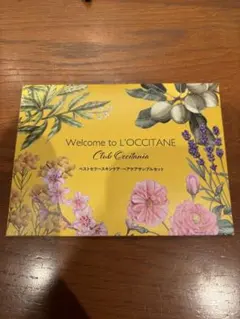 Welcome to L'OCCITANE
Club Occitania
ベストセラースキンケア・ヘアケアサンプルセット